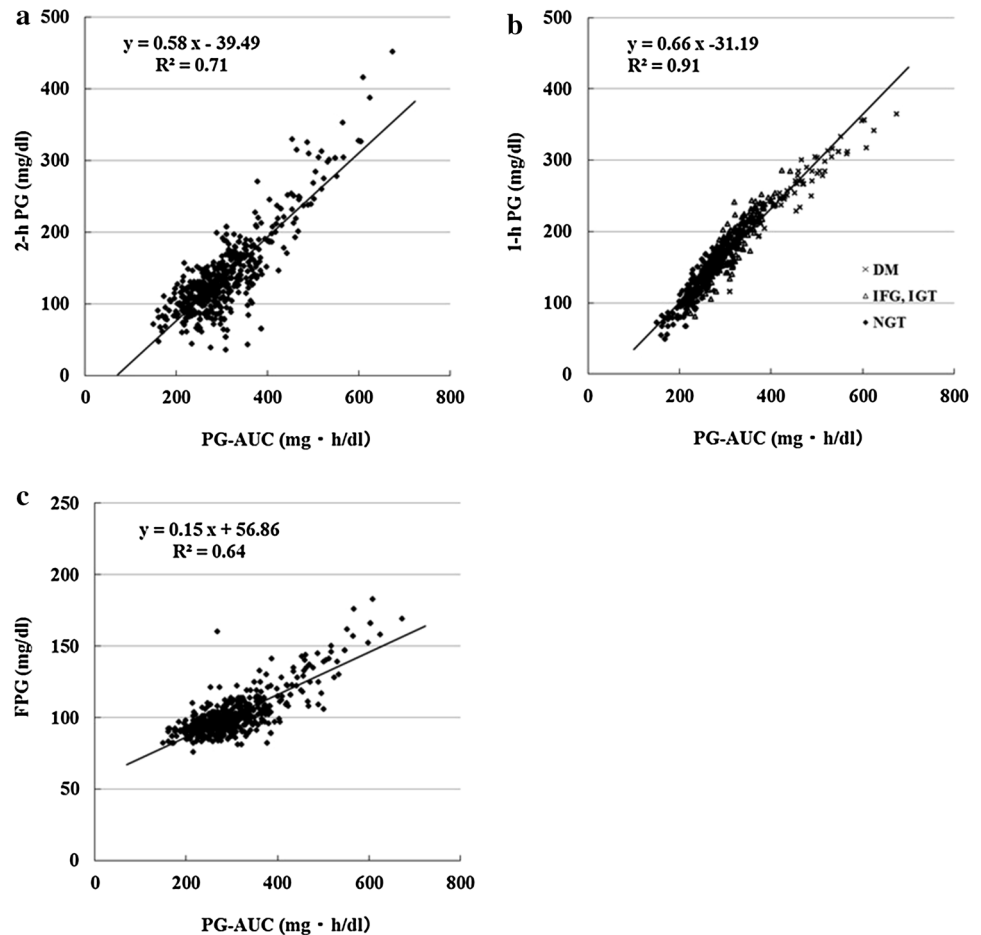 a
y = 0.58 x - 39.49
R² = 0.71
500
400
300
200
100
0
2-h PG (mg/dl)
0 200 400 600 800
PG-AUC (mg・h/dl)
b
y = 0.66 x -31.19
R² = 0.91
500
400
300
200
100
0
1-h PG (mg/dl)
DM
IFG, IGT
NGT
0 200 400 600 800
PG-AUC (mg・h/dl)
c
y = 0.15 x + 56.86
R² = 0.64
250
200
150
100
50
0
FPG (mg/dl)
0 200 400 600 800
PG-AUC (mg・h/dl)